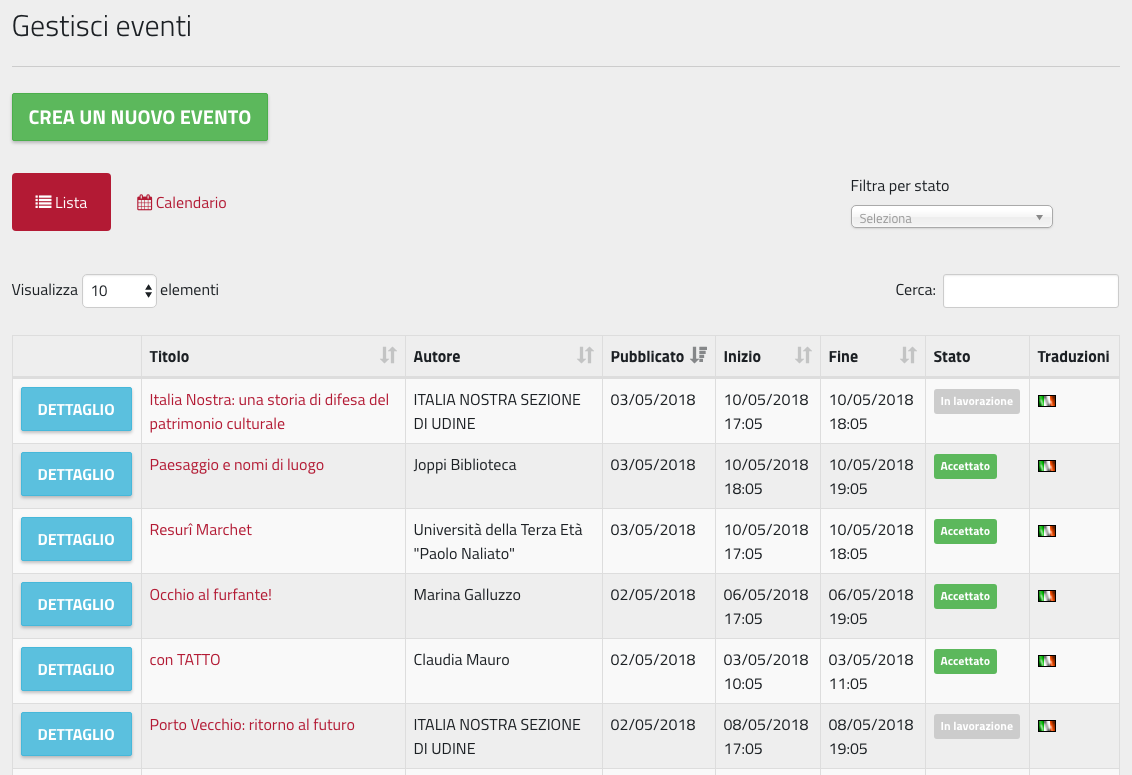 Gestisci eventi
CREA UN NUOVO EVENTO
Lista
Calendario
Filtra per stato
Seleziona
Visualizza 10 elementi
Cerca:
Titolo Autore Pubblicato Inizio Fine Stato Traduzioni
DETTAGLIO Italia Nostra: una storia di difesa del ITALIA NOSTRA SEZIONE 03/05/2018 10/05/2018 10/05/2018 In lavorazione
patrimonio culturale DI UDINE 17:05 18:05
DETTAGLIO Paesaggio e nomi di luogo Joppi Biblioteca 03/05/2018 10/05/2018 10/05/2018 Accettato
18:05 19:05
DETTAGLIO Resurî Marchet Università della Terza Età 03/05/2018 10/05/2018 10/05/2018 Accettato
"Paolo Naliato" 17:05 18:05
DETTAGLIO Occhio al furfante! Marina Galluzzo 02/05/2018 06/05/2018 06/05/2018 Accettato
17:05 19:05
DETTAGLIO con TATTO Claudia Mauro 02/05/2018 03/05/2018 03/05/2018 Accettato
10:05 11:05
DETTAGLIO Porto Vecchio: ritorno al futuro ITALIA NOSTRA SEZIONE 02/05/2018 08/05/2018 08/05/2018 In lavorazione
DI UDINE 17:05 19:05